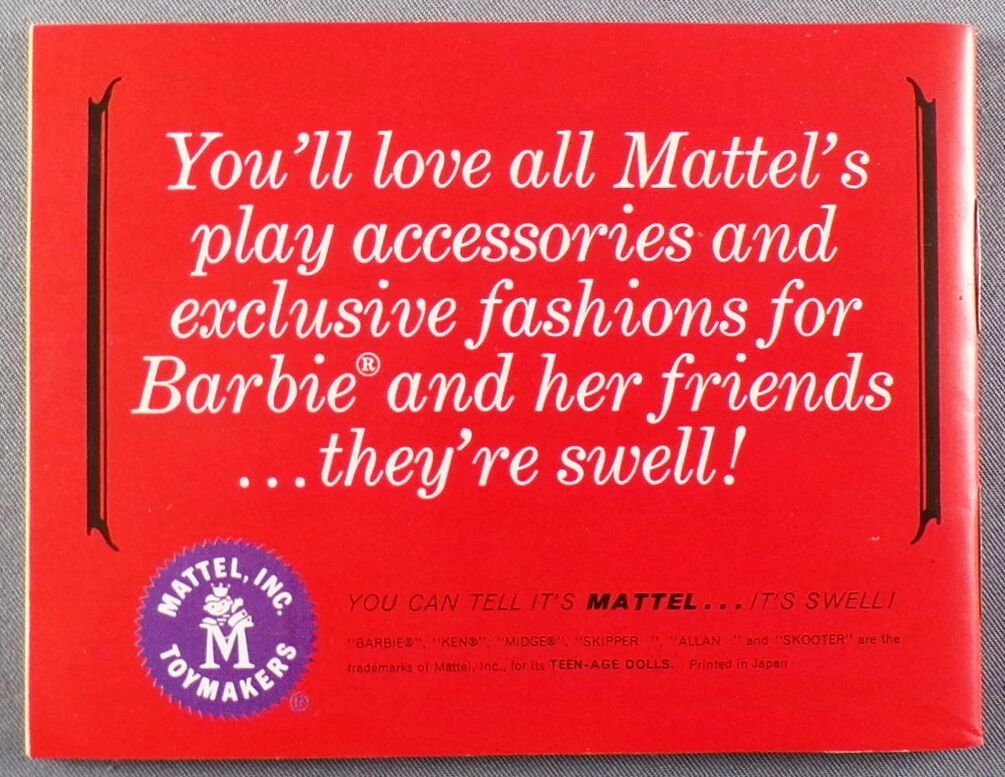 You'll love all Mattel's
play accessories and
exclusive fashions for
Barbie® and her friends
...they're swell!
MATTEL, INC.
M
TOYMAKERS
®
YOU CAN TELL IT'S MATTEL...IT'S SWELL!
"BARBIE®", "KEN®", "MIDGE®", "SKIPPER ", "ALLAN " and "SKOOTER" are the
trademarks of Mattel, Inc., for its TEEN-AGE DOLLS. Printed in Japan